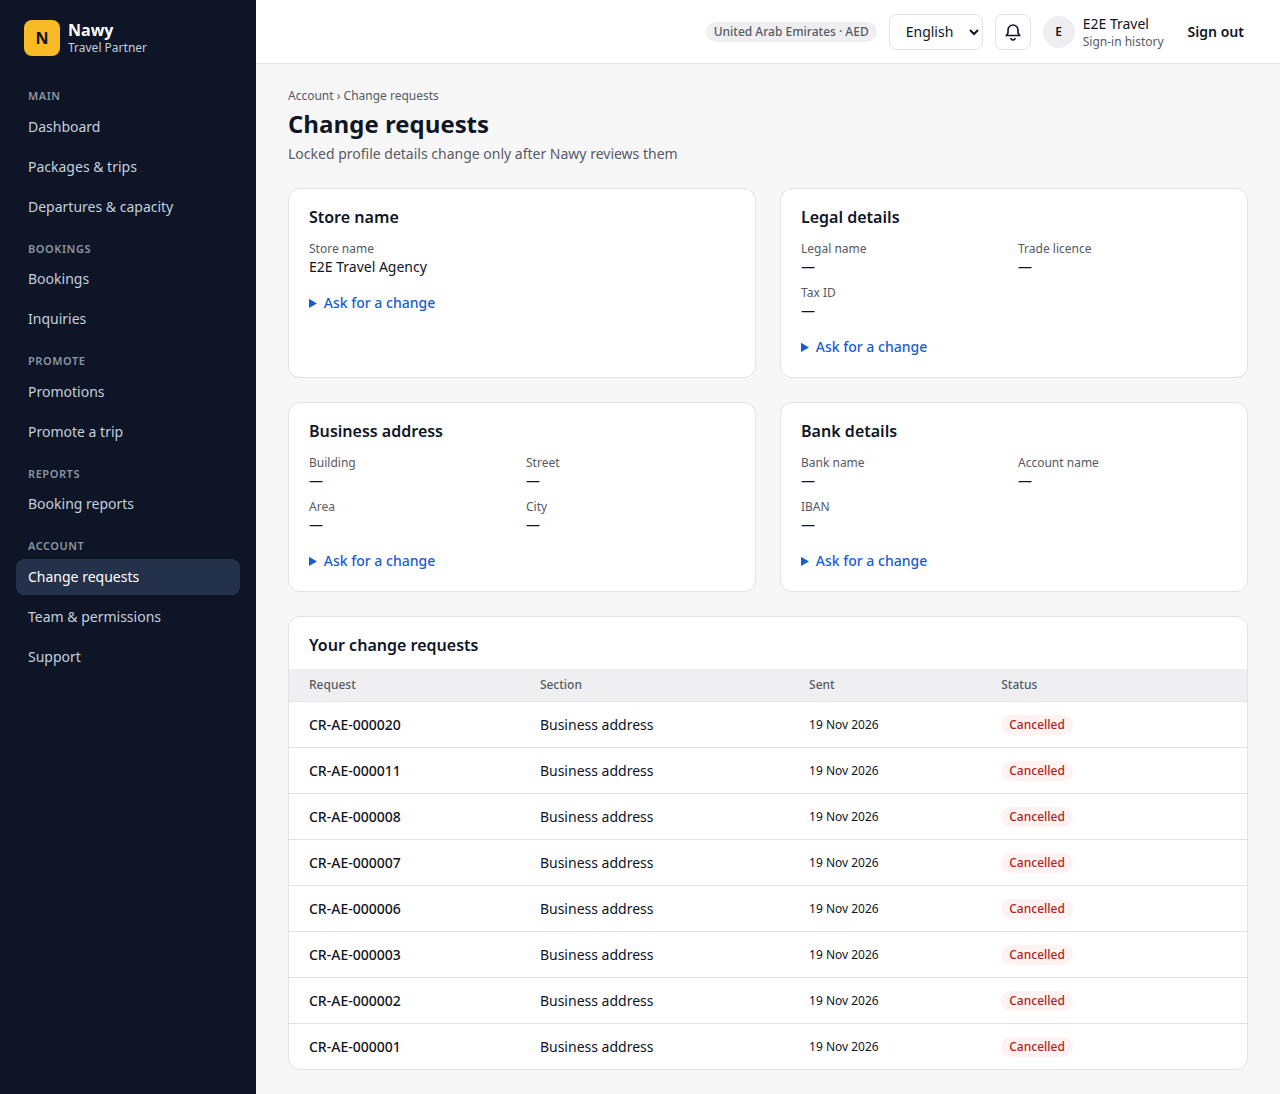 N
Nawy
Travel Partner
MAIN
Dashboard
Packages & trips
Departures & capacity
BOOKINGS
Bookings
Inquiries
PROMOTE
Promotions
Promote a trip
REPORTS
Booking reports
ACCOUNT
Change requests
Team & permissions
Support
United Arab Emirates · AED
English
E
E2E Travel
Sign-in history
Sign out
Account › Change requests
Change requests
Locked profile details change only after Nawy reviews them
Store name
Store name
E2E Travel Agency
Ask for a change
Legal details
Legal name Trade licence
— —
Tax ID
—
Ask for a change
Business address
Building Street
— —
Area City
— —
Ask for a change
Bank details
Bank name Account name
— —
IBAN
—
Ask for a change
Your change requests
Request Section Sent Status
CR-AE-000020 Business address 19 Nov 2026 Cancelled
CR-AE-000011 Business address 19 Nov 2026 Cancelled
CR-AE-000008 Business address 19 Nov 2026 Cancelled
CR-AE-000007 Business address 19 Nov 2026 Cancelled
CR-AE-000006 Business address 19 Nov 2026 Cancelled
CR-AE-000003 Business address 19 Nov 2026 Cancelled
CR-AE-000002 Business address 19 Nov 2026 Cancelled
CR-AE-000001 Business address 19 Nov 2026 Cancelled